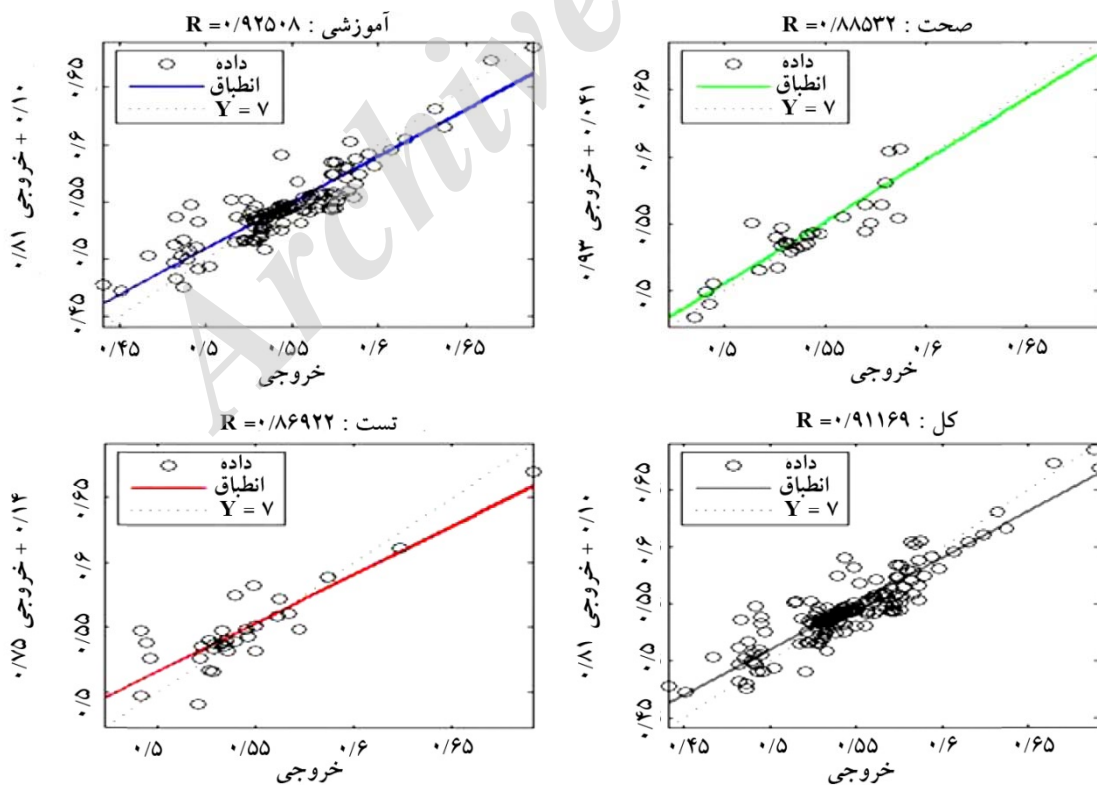 آموزشی : R =۰/۹۲۵۰۸
داده
انطباق
Y = ۷
۰/۸۱ خروجی + ۰/۱۰
۰/۶۵
۰/۶
۰/۵۵
۰/۵
۰/۴۵
۰/۴۵ ۰/۵ ۰/۵۵ ۰/۶ ۰/۶۵
خروجی
صحت : R =۰/۸۸۵۳۲
داده
انطباق
Y = ۷
۰/۹۳ خروجی + ۰/۰۴۱
۰/۶۵
۰/۶
۰/۵۵
۰/۵
۰/۵ ۰/۵۵ ۰/۶ ۰/۶۵
خروجی
تست : R =۰/۸۶۹۲۲
داده
انطباق
Y = ۷
۰/۷۵ خروجی + ۰/۱۴
۰/۶۵
۰/۶
۰/۵۵
۰/۵
۰/۵ ۰/۵۵ ۰/۶ ۰/۶۵
خروجی
کل : R =۰/۹۱۱۶۹
داده
انطباق
Y = ۷
۰/۸۱ خروجی + ۰/۱۰
۰/۶۵
۰/۶
۰/۵۵
۰/۵
۰/۴۵
۰/۴۵ ۰/۵ ۰/۵۵ ۰/۶ ۰/۶۵
خروجی
Archive